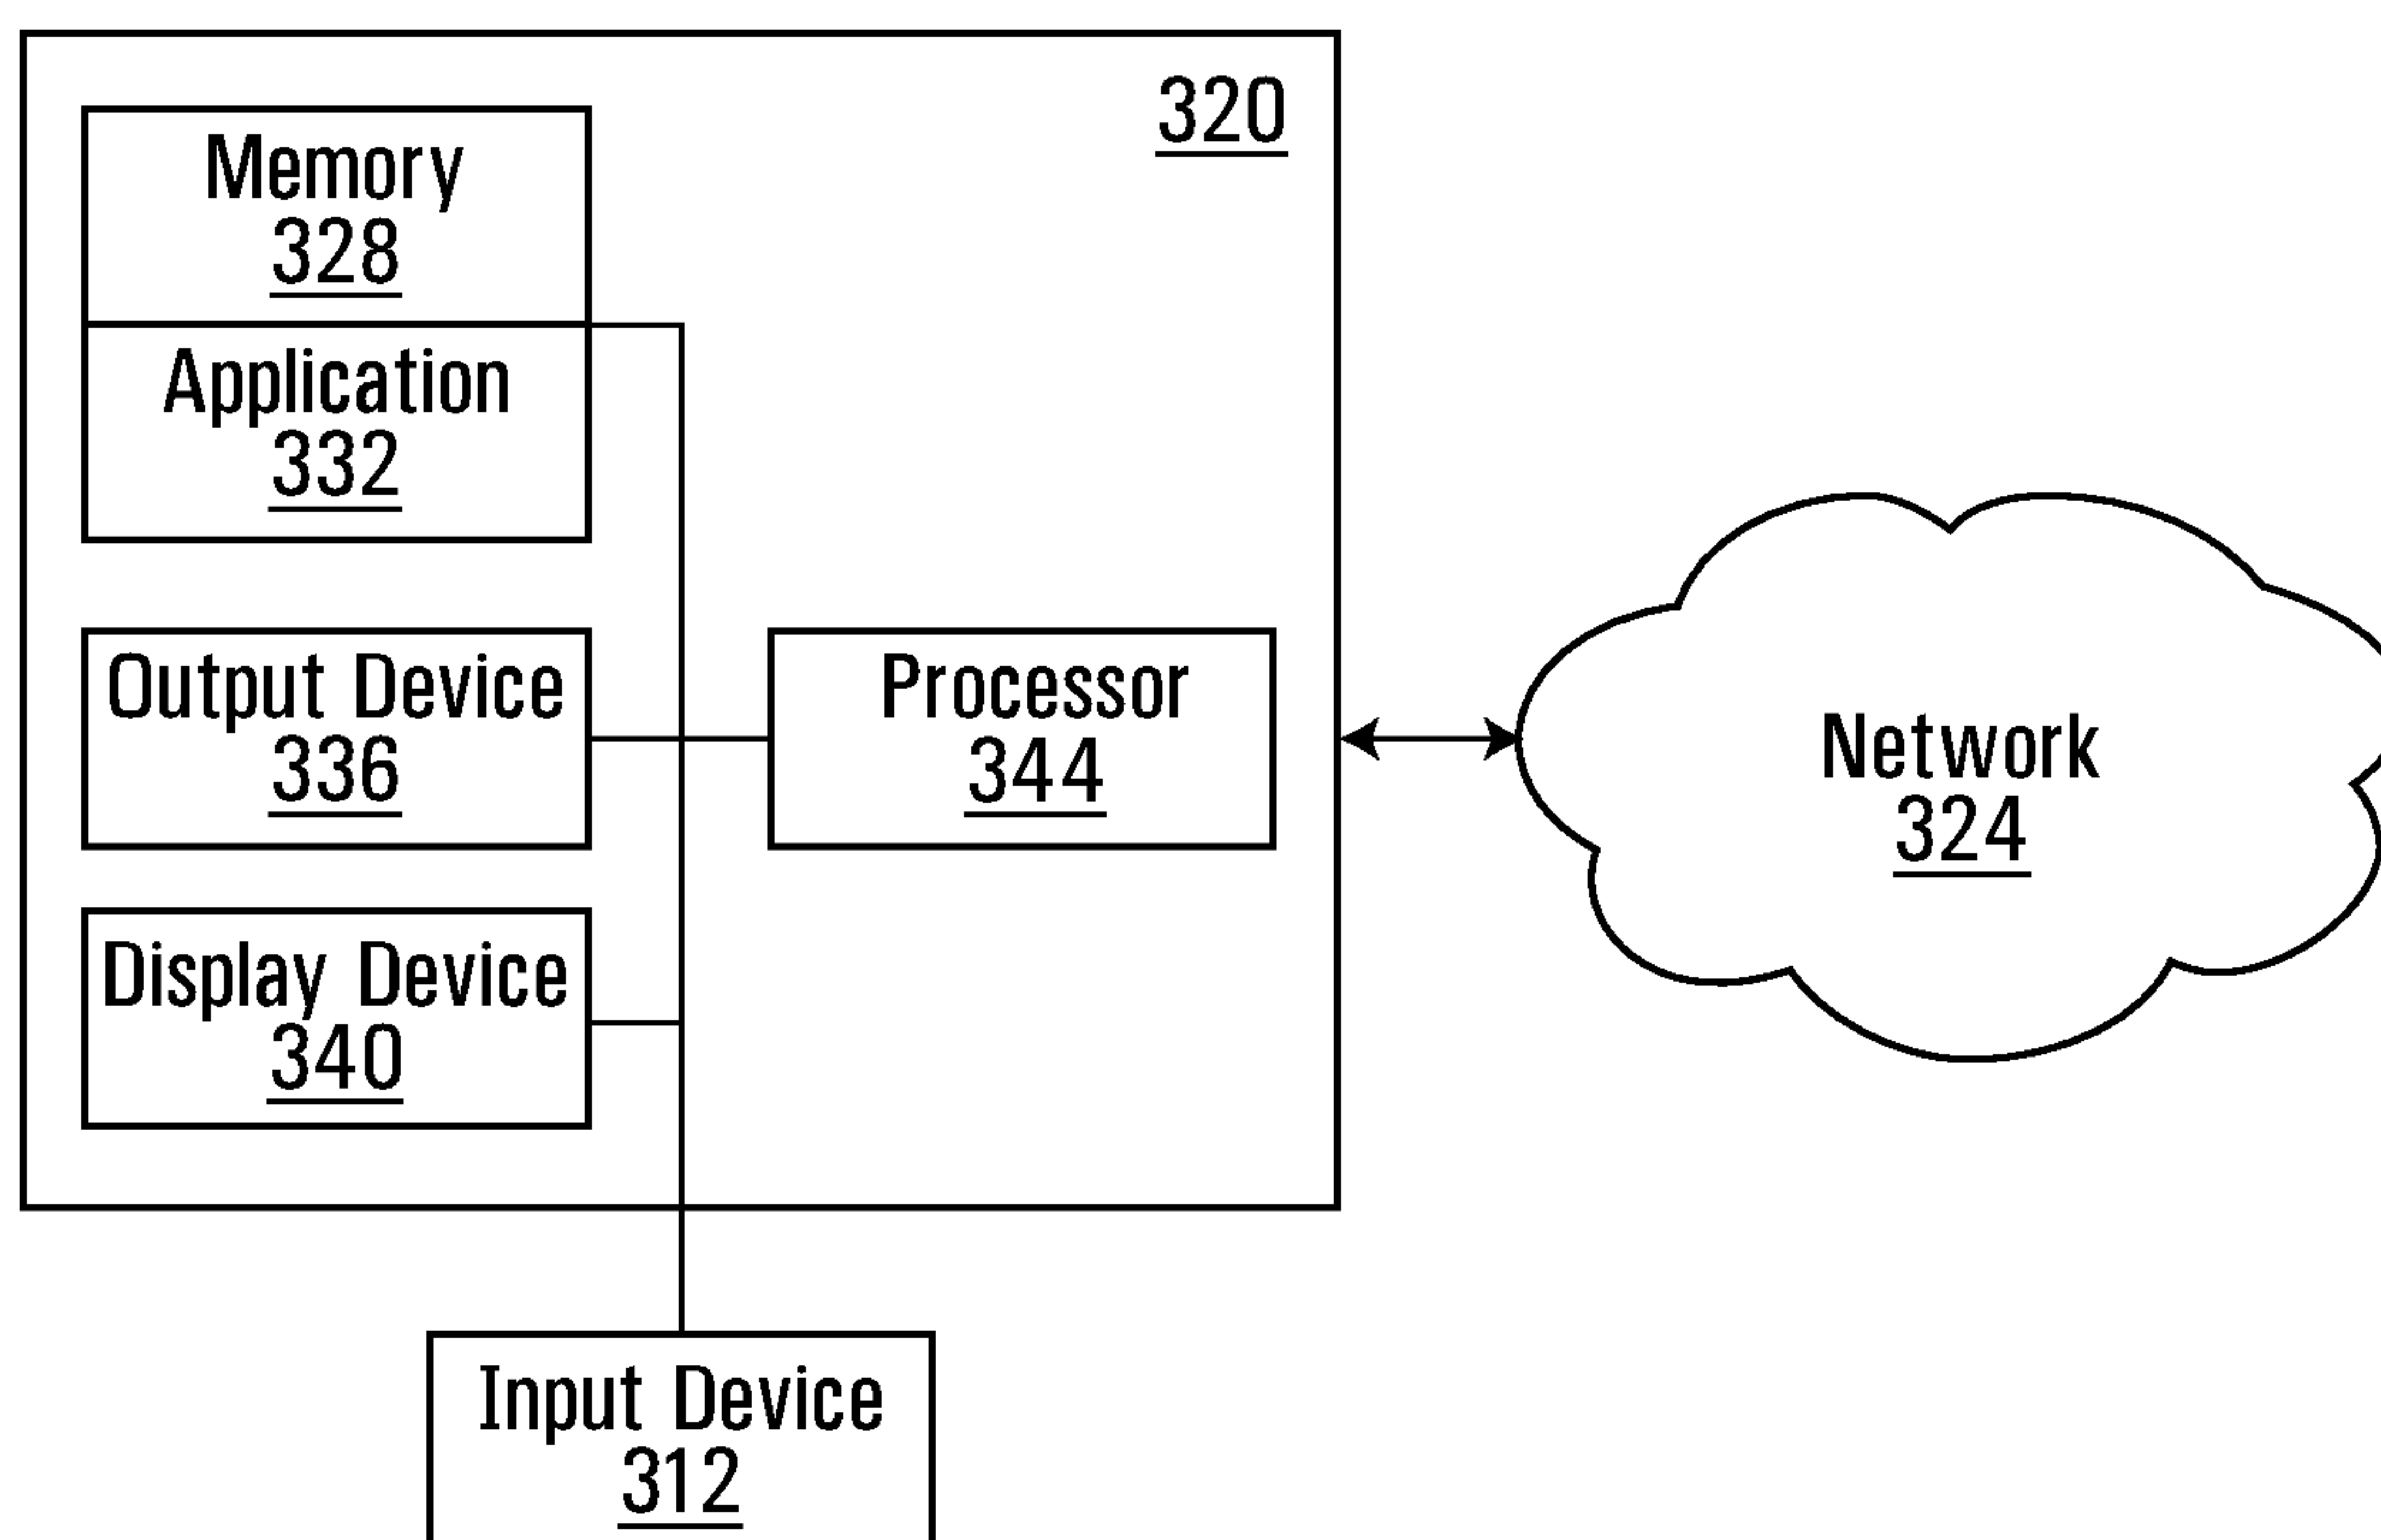 320
Memory
328
Application
332
Output Device
336
Processor
344
Display Device
340
Network
324
Input Device
312